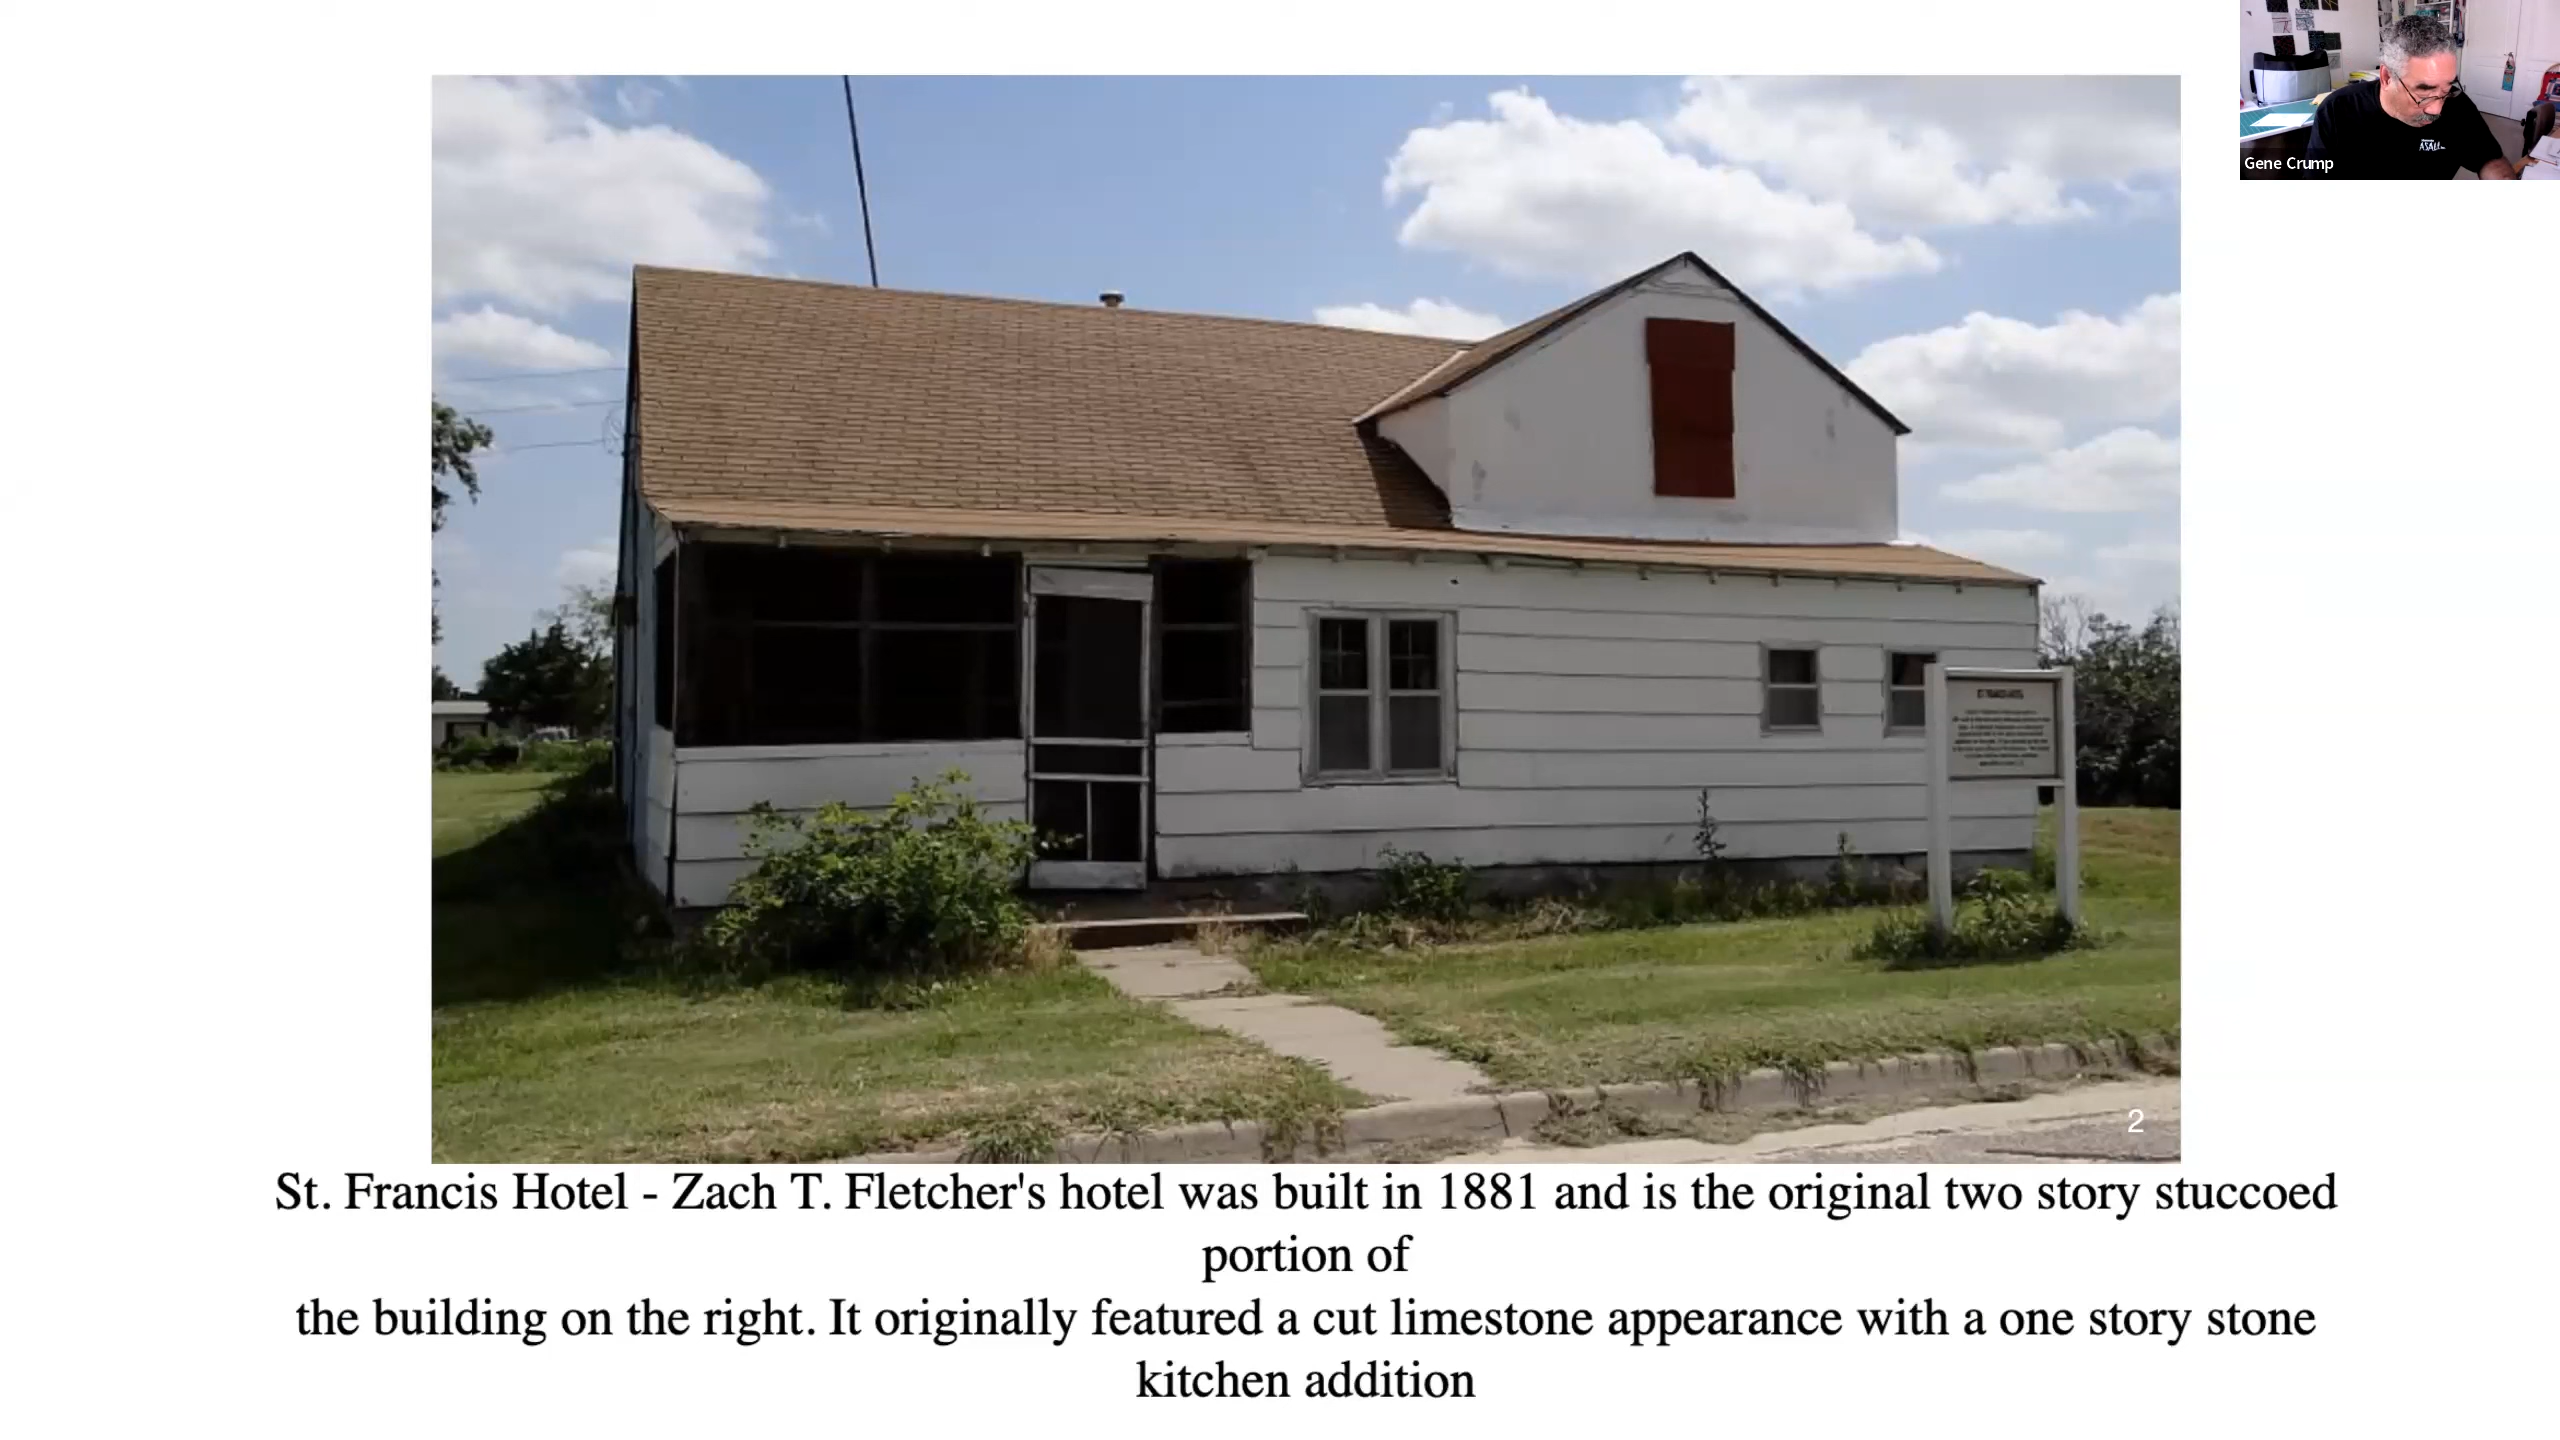 ASALH
Gene Crump
2
St. Francis Hotel - Zach T. Fletcher's hotel was built in 1881 and is the original two story stuccoed
portion of
the building on the right. It originally featured a cut limestone appearance with a one story stone
kitchen addition